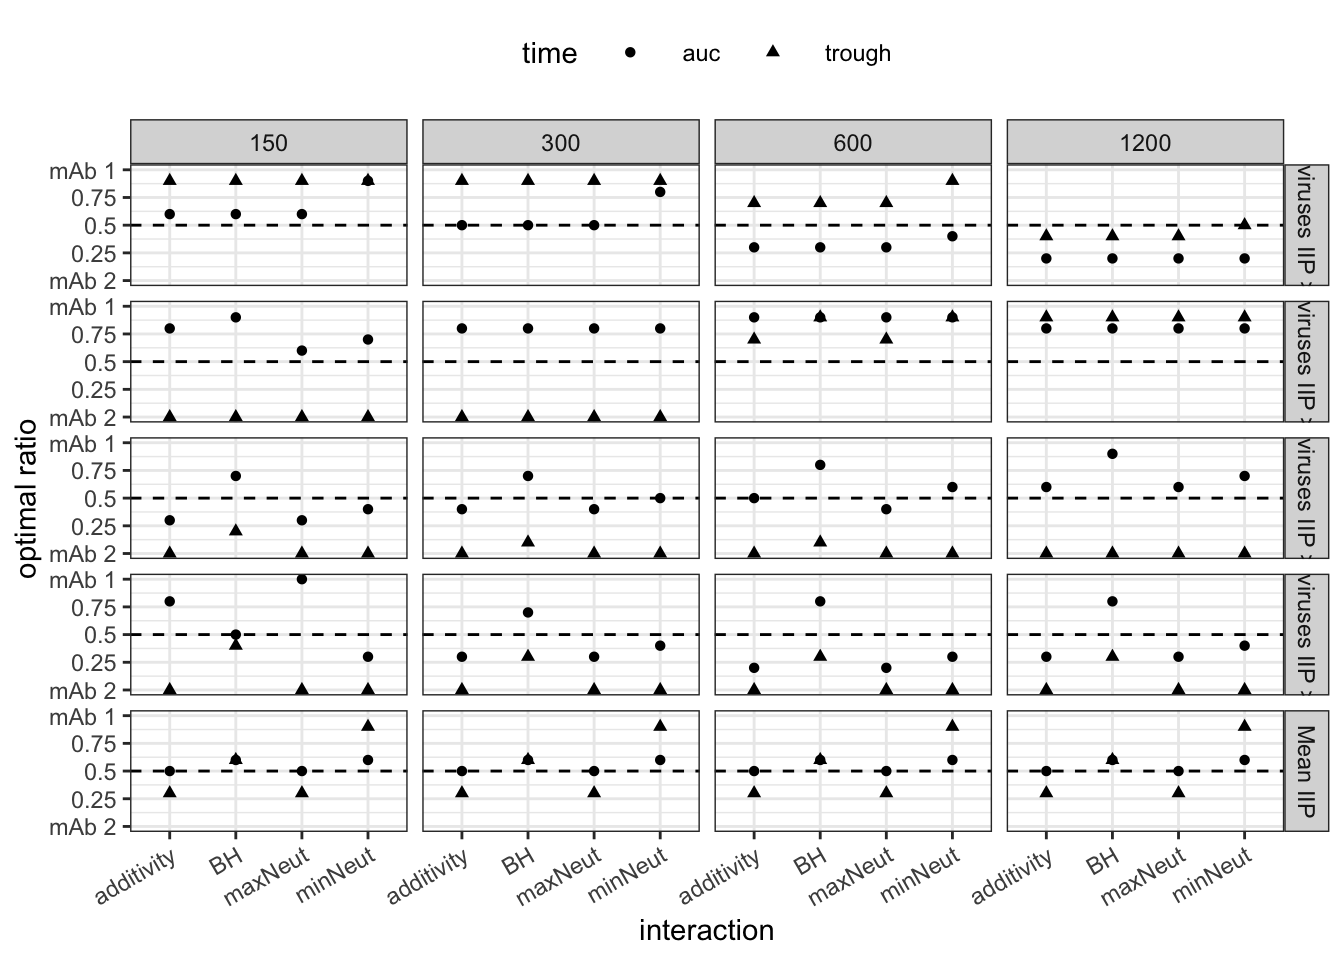 time auc trough
150 300 600 1200
mAb 1
0.75
0.5
0.25
mAb 2
viruses IIP
mAb 1
0.75
0.5
0.25
mAb 2
viruses IIP
mAb 1
0.75
0.5
0.25
mAb 2
viruses IIP
mAb 1
0.75
0.5
0.25
mAb 2
viruses IIP
mAb 1
0.75
0.5
0.25
mAb 2
Mean IIP
optimal ratio
additivity BH maxNeut minNeut additivity BH maxNeut minNeut additivity BH maxNeut minNeut additivity BH maxNeut minNeut
interaction